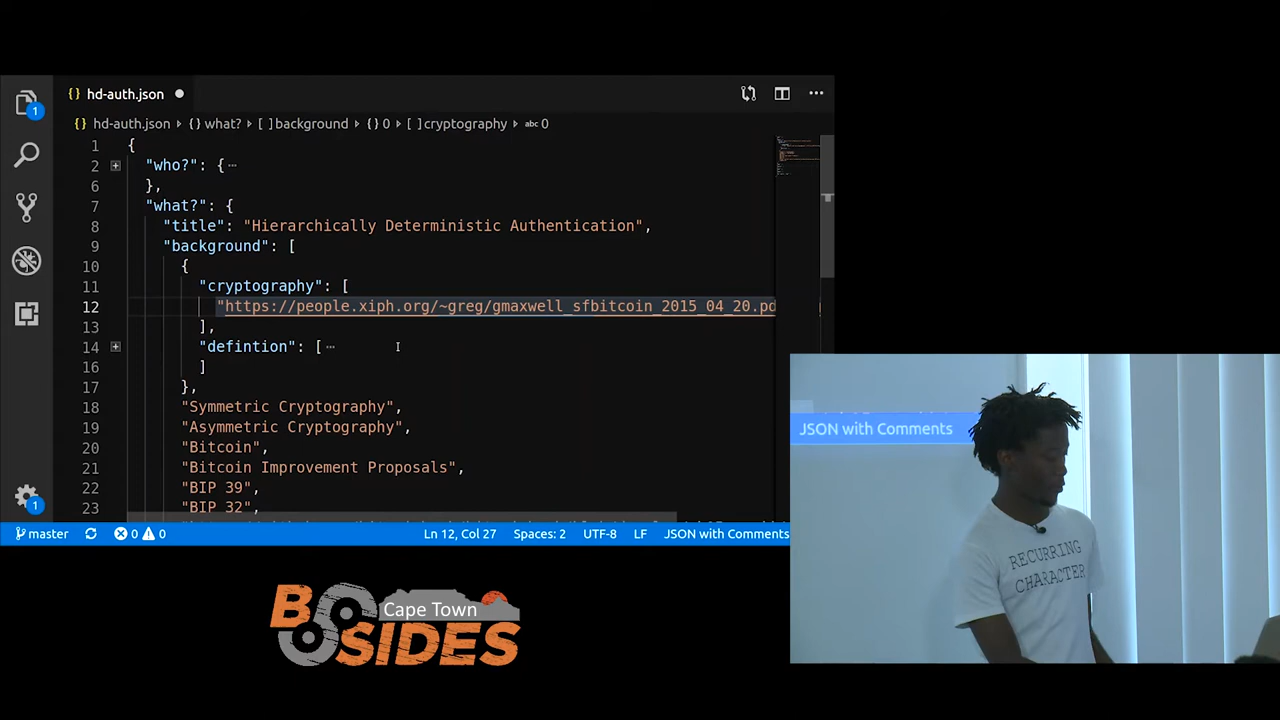 hd-auth.json
1
hd-auth.json what? [ ] background { } 0 [ ] cryptography abc 0
1 {
2 "who?": {
6 },
7 "what?": {
8 "title": "Hierarchically Deterministic Authentication",
9 "background": [
10 {
11 "cryptography": [
12 "https://people.xiph.org/~greg/gmaxwell_sfbitcoin_2015_04_20.pd
13 ],
14 "defintion": [
16 ]
17 },
18 "Symmetric Cryptography",
19 "Asymmetric Cryptography",
20 "Bitcoin",
21 "Bitcoin Improvement Proposals",
22 "BIP 39",
23 "BIP 32",
1
master 0 0 Ln 12, Col 27 Spaces: 2 UTF-8 LF JSON with Comments
JSON with Comments
RECURRING
CHARACTER
B SIDES
Cape Town